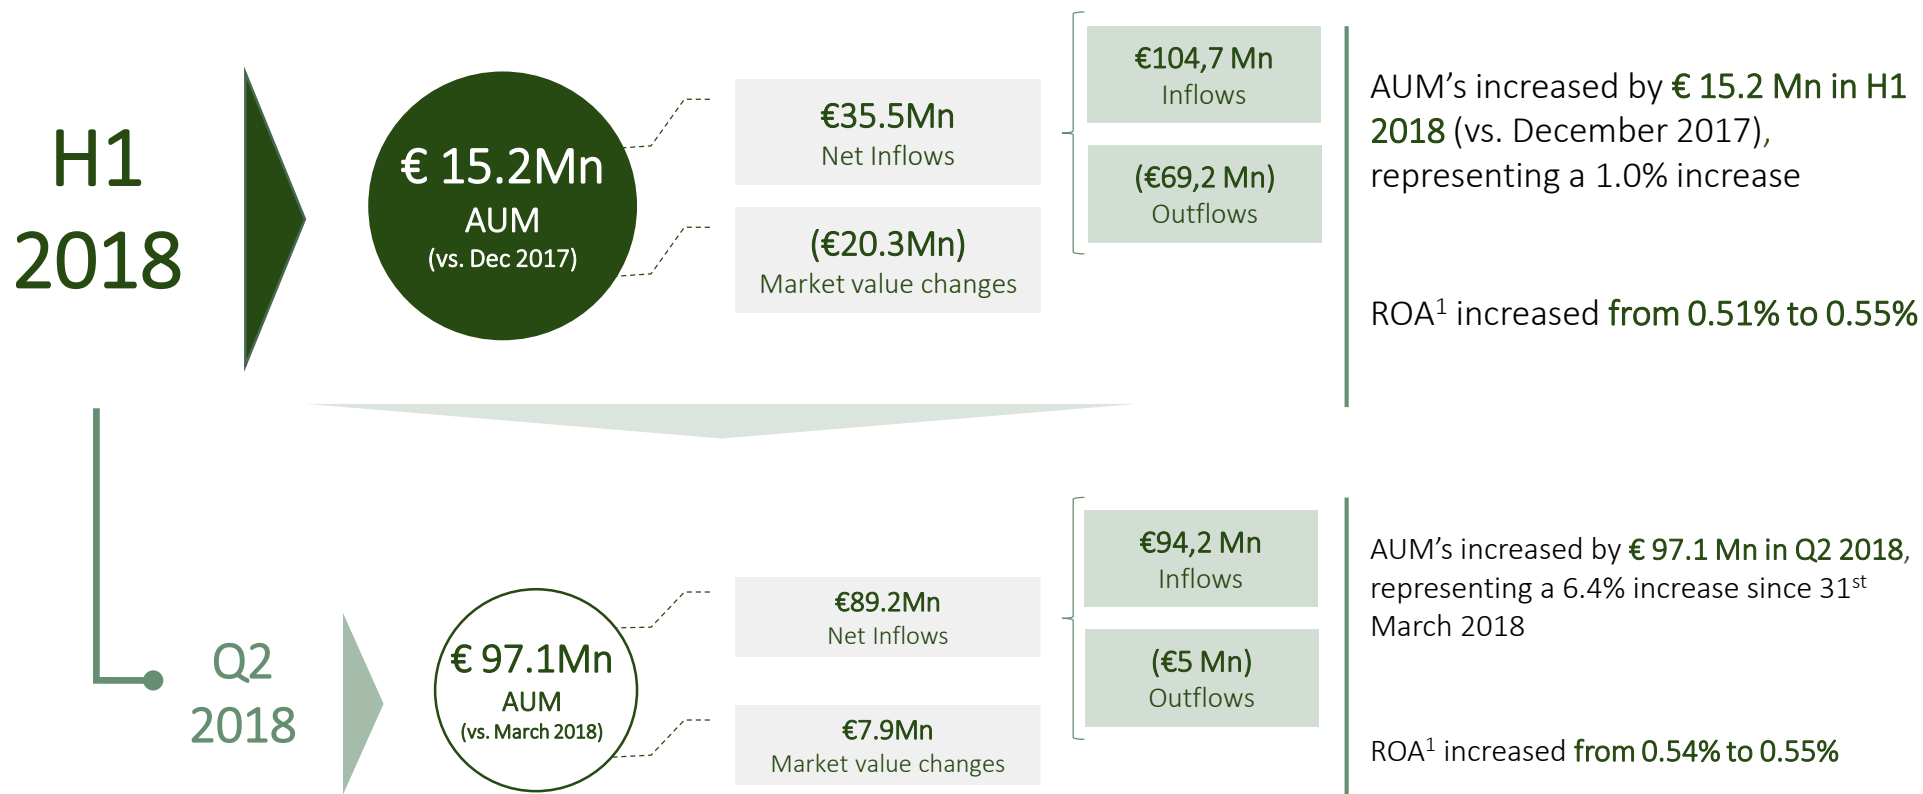 H1
2018
€ 15.2Mn
AUM
(vs. Dec 2017)
€35.5Mn
Net Inflows
(€20.3Mn)
Market value changes
€104,7 Mn
Inflows
(€69,2 Mn)
Outflows
AUM’s increased by € 15.2 Mn in H1
2018 (vs. December 2017),
representing a 1.0% increase
ROA¹ increased from 0.51% to 0.55%
Q2
2018
€ 97.1Mn
AUM
(vs. March 2018)
€89.2Mn
Net Inflows
€7.9Mn
Market value changes
€94,2 Mn
Inflows
(€5 Mn)
Outflows
AUM’s increased by € 97.1 Mn in Q2 2018,
representing a 6.4% increase since 31st
March 2018
ROA¹ increased from 0.54% to 0.55%